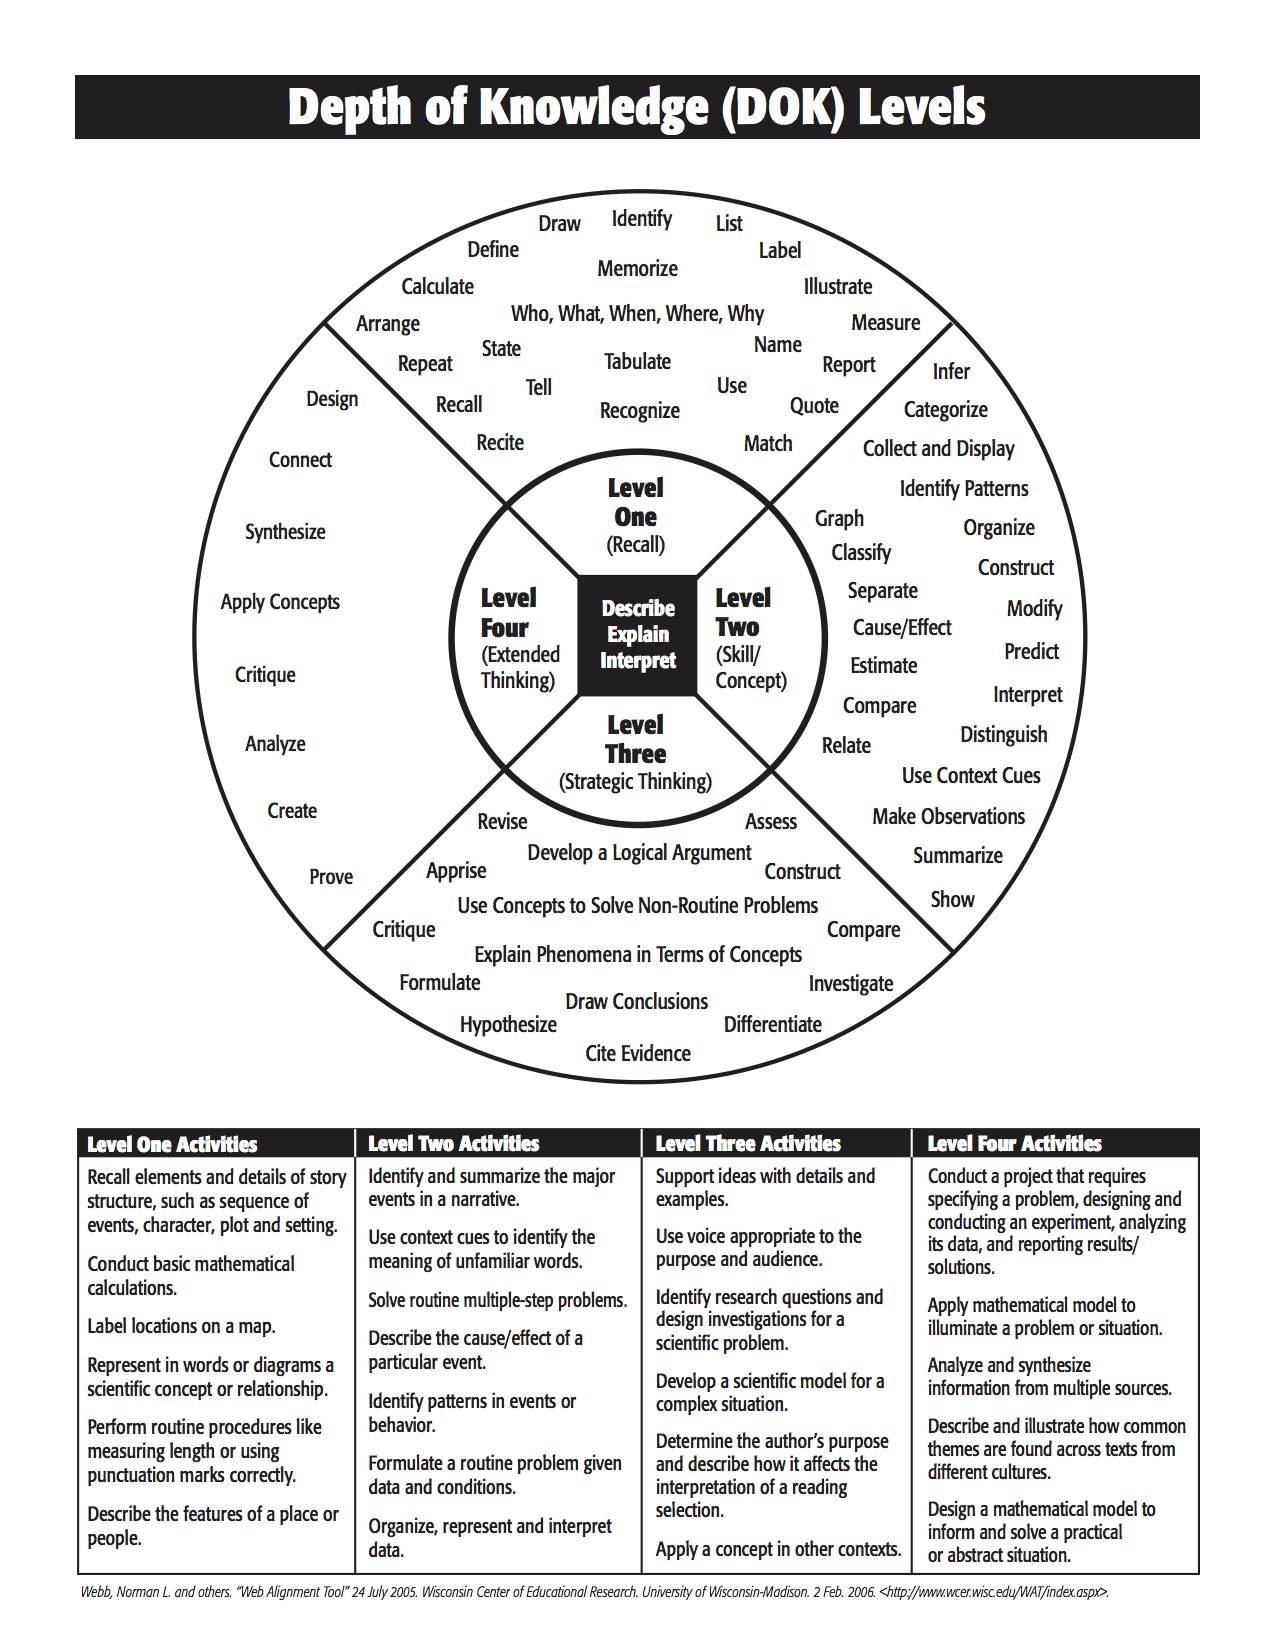 Depth of Knowledge (DOK) Levels
Draw
Identify
List
Define
Label
Memorize
Calculate
Illustrate
Who, What, When, Where, Why
Arrange
Measure
State
Name
Repeat
Tabulate
Report
Tell
Use
Recall
Recognize
Quote
Recite
Match
Level
One
(Recall)
Infer
Categorize
Collect and Display
Identify Patterns
Graph
Organize
Classify
Construct
Separate
Modify
Cause/Effect
Predict
Estimate
Interpret
Compare
Distinguish
Relate
Use Context Cues
Make Observations
Summarize
Show
Level
Two
(Skill/
Concept)
Describe
Explain
Interpret
Level
Three
(Strategic Thinking)
Revise
Assess
Develop a Logical Argument
Apprise
Construct
Use Concepts to Solve Non-Routine Problems
Critique
Compare
Explain Phenomena in Terms of Concepts
Formulate
Investigate
Draw Conclusions
Hypothesize
Differentiate
Cite Evidence
Level
Four
(Extended
Thinking)
Design
Connect
Synthesize
Apply Concepts
Critique
Analyze
Create
Prove
Level One Activities
Recall elements and details of story
structure, such as sequence of
events, character, plot and setting.
Conduct basic mathematical
calculations.
Label locations on a map.
Represent in words or diagrams a
scientific concept or relationship.
Perform routine procedures like
measuring length or using
punctuation marks correctly.
Describe the features of a place or
people.
Level Two Activities
Identify and summarize the major
events in a narrative.
Use context cues to identify the
meaning of unfamiliar words.
Solve routine multiple-step problems.
Describe the cause/effect of a
particular event.
Identify patterns in events or
behavior.
Formulate a routine problem given
data and conditions.
Organize, represent and interpret
data.
Level Three Activities
Support ideas with details and
examples.
Use voice appropriate to the
purpose and audience.
Identify research questions and
design investigations for a
scientific problem.
Develop a scientific model for a
complex situation.
Determine the author’s purpose
and describe how it affects the
interpretation of a reading
selection.
Apply a concept in other contexts.
Level Four Activities
Conduct a project that requires
specifying a problem, designing and
conducting an experiment, analyzing
its data, and reporting results/
solutions.
Apply mathematical model to
illuminate a problem or situation.
Analyze and synthesize
information from multiple sources.
Describe and illustrate how common
themes are found across texts from
different cultures.
Design a mathematical model to
inform and solve a practical
or abstract situation.
Webb, Norman L. and others. “Web Alignment Tool” 24 July 2005. Wisconsin Center of Educational Research. University of Wisconsin-Madison. 2 Feb. 2006. <http://www.wcer.wisc.edu/WAT/index.aspx>.